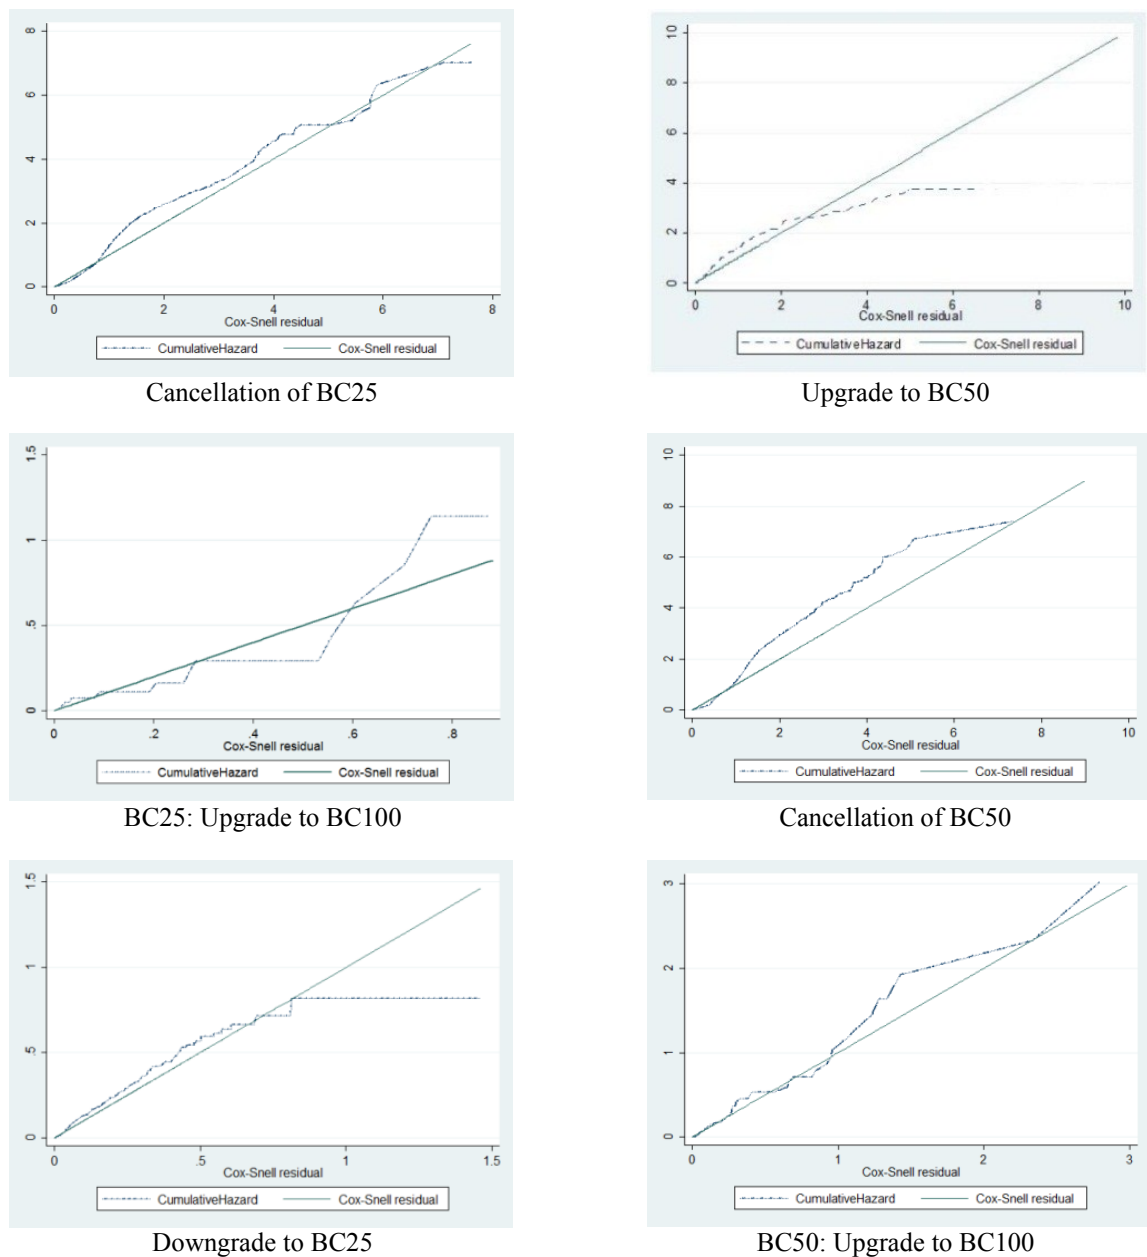 8
6
4
2
0
0 2 4 6 8
Cox-Snell residual
CumulativeHazard Cox-Snell residual
Cancellation of BC25
10
8
6
4
2
0
0 2 4 6 8 10
Cox-Snell residual
CumulativeHazard Cox-Snell residual
Upgrade to BC50
1.5
1
.5
0
0 .2 .4 .6 .8
Cox-Snell residual
CumulativeHazard Cox-Snell residual
BC25: Upgrade to BC100
10
8
6
4
2
0
0 2 4 6 8 10
Cox-Snell residual
CumulativeHazard Cox-Snell residual
Cancellation of BC50
1.5
1
.5
0
0 .5 1 1.5
Cox-Snell residual
CumulativeHazard Cox-Snell residual
Downgrade to BC25
3
2
1
0
0 1 2 3
Cox-Snell residual
CumulativeHazard Cox-Snell residual
BC50: Upgrade to BC100